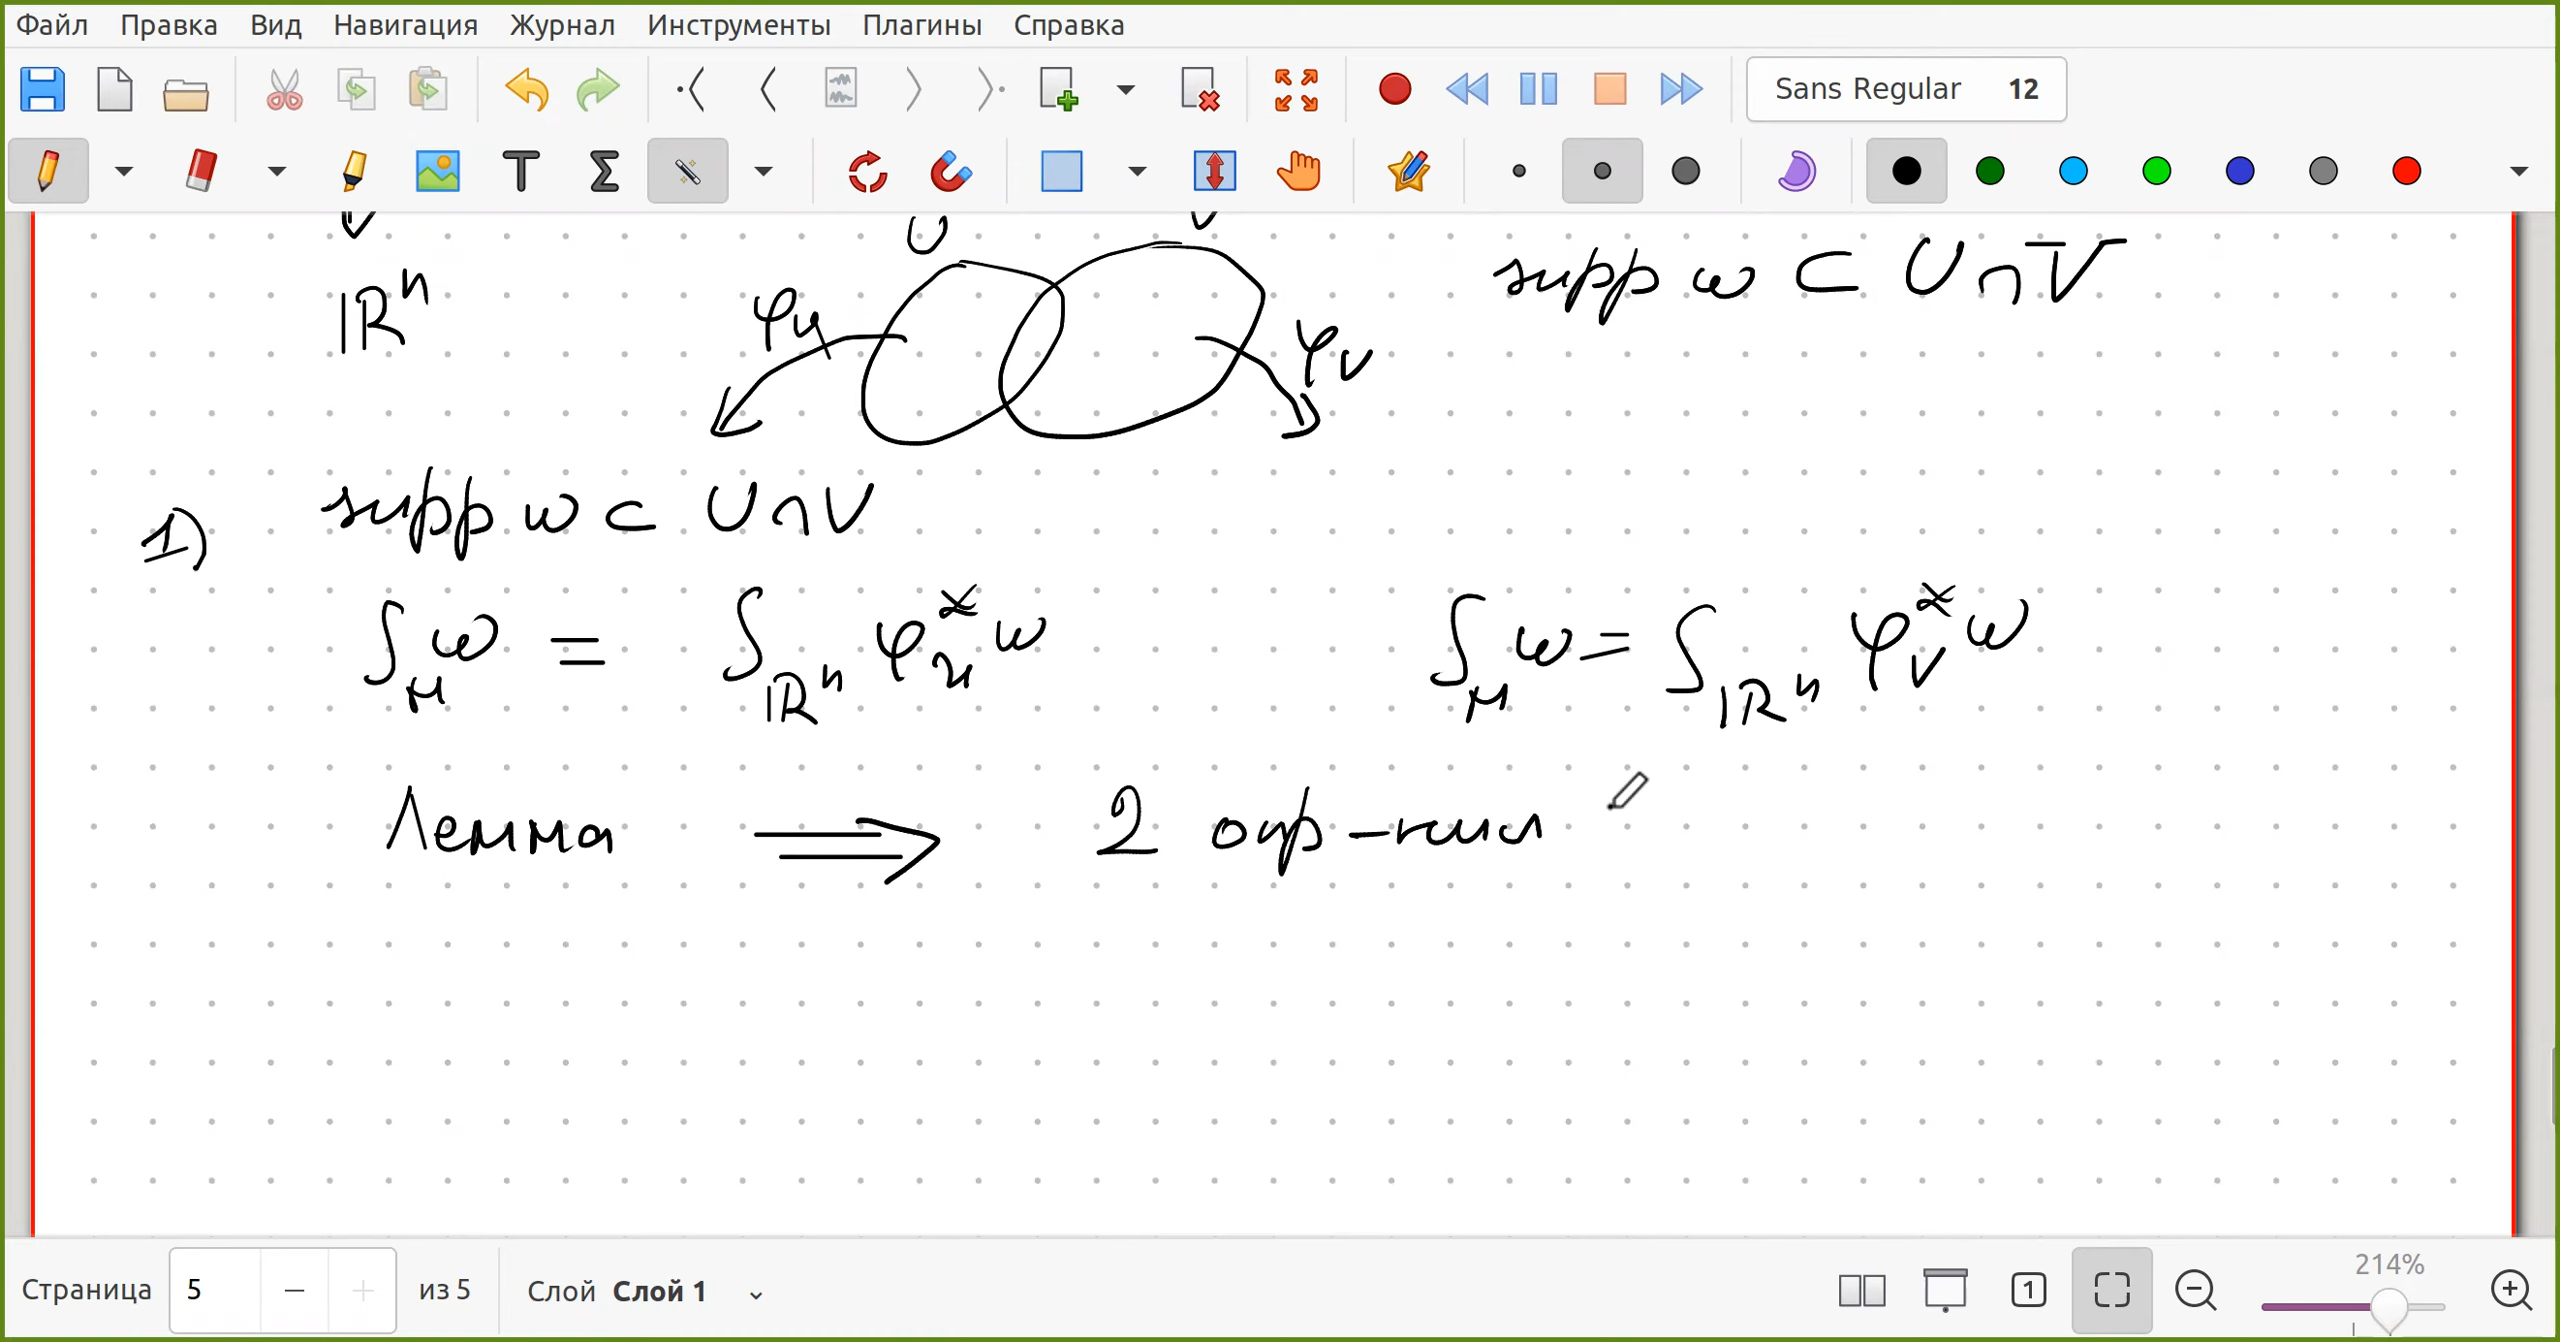 Файл Правка Вид Навигация Журнал Инструменты Плагины Справка
Sans Regular 12
U V
supp ω ⊂ U ∩ V
ℝⁿ
φ_U
φ_V
1) supp ω ⊂ U ∩ V
∫_M ω = ∫_ℝⁿ φ_U^* ω ∫_M ω = ∫_ℝⁿ φ_V^* ω
Лемма ⟹ 2 опр-ния
Страница 5 из 5 Слой Слой 1 1 214%